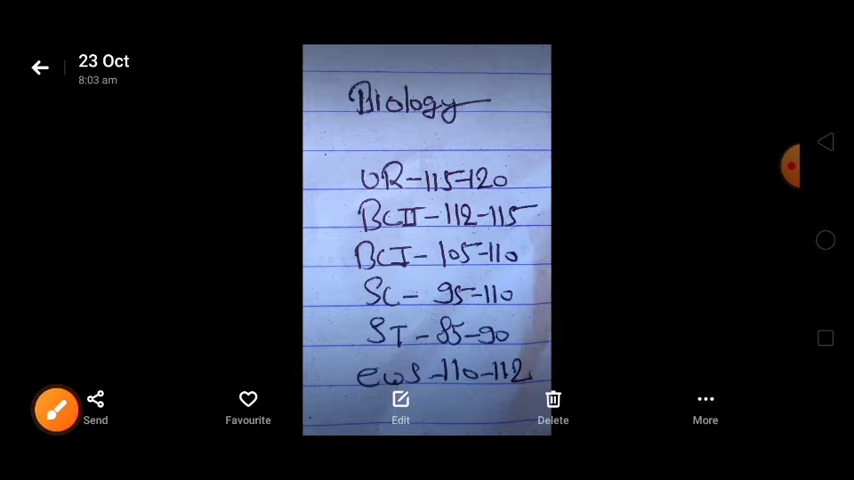 23 Oct
8:03 am
Biology
UR-115-120
BCII-112-115
BCI-105-110
SC-95-110
ST-85-90
ews-110-112
Send
Favourite
Edit
Delete
More